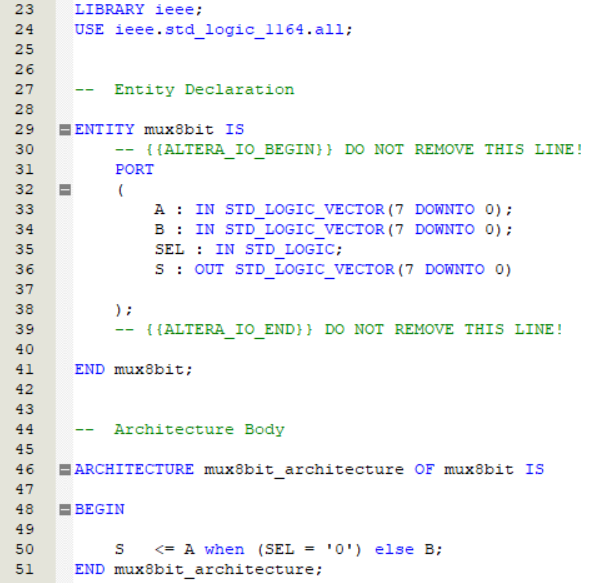 23 LIBRARY ieee;
24 USE ieee.std_logic_1164.all;
25
26
27 -- Entity Declaration
28
29 ENTITY mux8bit IS
30 -- {{ALTERA_IO_BEGIN}} DO NOT REMOVE THIS LINE!
31 PORT
32 (
33 A : IN STD_LOGIC_VECTOR(7 DOWNTO 0);
34 B : IN STD_LOGIC_VECTOR(7 DOWNTO 0);
35 SEL : IN STD_LOGIC;
36 S : OUT STD_LOGIC_VECTOR(7 DOWNTO 0)
37
38 );
39 -- {{ALTERA_IO_END}} DO NOT REMOVE THIS LINE!
40
41 END mux8bit;
42
43
44 -- Architecture Body
45
46 ARCHITECTURE mux8bit_architecture OF mux8bit IS
47
48 BEGIN
49
50 S <= A when (SEL = '0') else B;
51 END mux8bit_architecture;